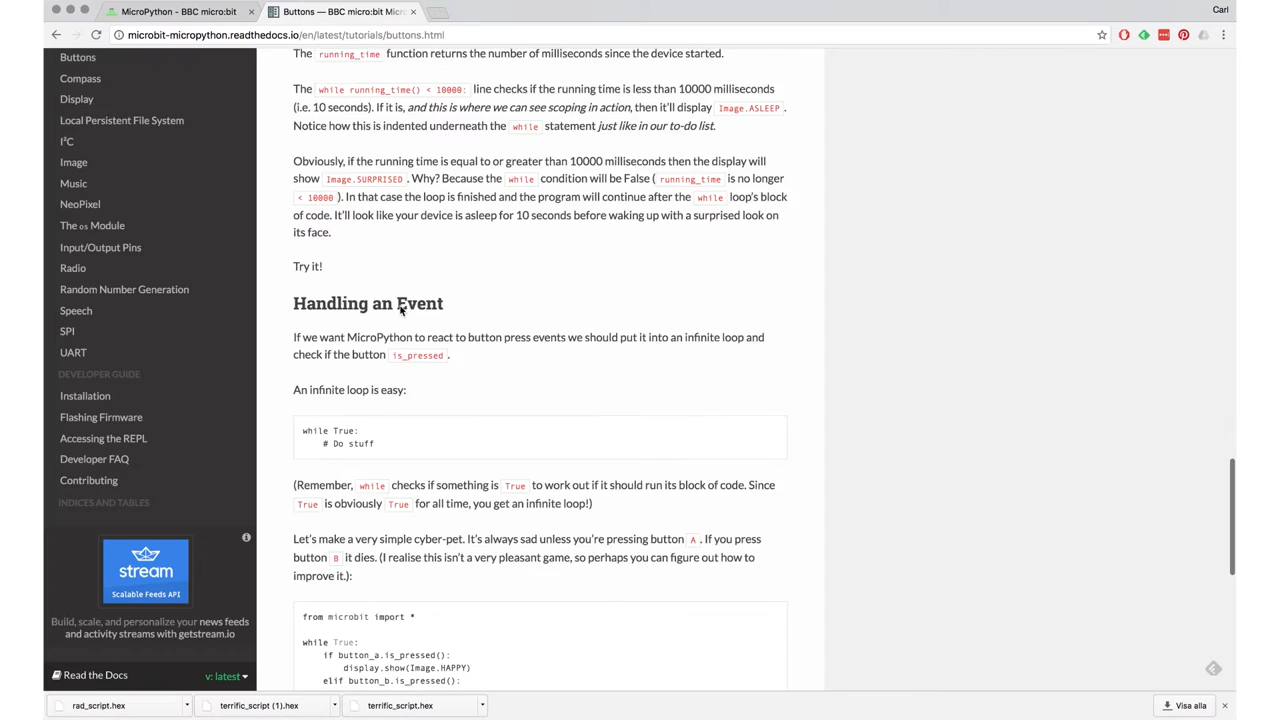 MicroPython - BBC micro:bit
Buttons — BBC micro:bit Micr
Carl
microbit-micropython.readthedocs.io/en/latest/tutorials/buttons.html
Buttons
Compass
Display
Local Persistent File System
I²C
Image
Music
NeoPixel
The os Module
Input/Output Pins
Radio
Random Number Generation
Speech
SPI
UART
DEVELOPER GUIDE
Installation
Flashing Firmware
Accessing the REPL
Developer FAQ
Contributing
INDICES AND TABLES
stream
Scalable Feeds API
Build, scale, and personalize your news feeds
and activity streams with getstream.io
Read the Docs
v: latest
The running_time function returns the number of milliseconds since the device started.
The while running_time() < 10000: line checks if the running time is less than 10000 milliseconds
(i.e. 10 seconds). If it is, and this is where we can see scoping in action, then it'll display Image.ASLEEP .
Notice how this is indented underneath the while statement just like in our to-do list.
Obviously, if the running time is equal to or greater than 10000 milliseconds then the display will
show Image.SURPRISED . Why? Because the while condition will be False ( running_time is no longer
< 10000 ). In that case the loop is finished and the program will continue after the while loop's block
of code. It'll look like your device is asleep for 10 seconds before waking up with a surprised look on
its face.
Try it!
Handling an Event
If we want MicroPython to react to button press events we should put it into an infinite loop and
check if the button is_pressed .
An infinite loop is easy:
while True:
# Do stuff
(Remember, while checks if something is True to work out if it should run its block of code. Since
True is obviously True for all time, you get an infinite loop!)
Let's make a very simple cyber-pet. It's always sad unless you're pressing button A . If you press
button B it dies. (I realise this isn't a very pleasant game, so perhaps you can figure out how to
improve it.):
from microbit import *
while True:
if button_a.is_pressed():
display.show(Image.HAPPY)
elif button_b.is_pressed():
rad_script.hex
terrific_script (1).hex
terrific_script.hex
Visa alla